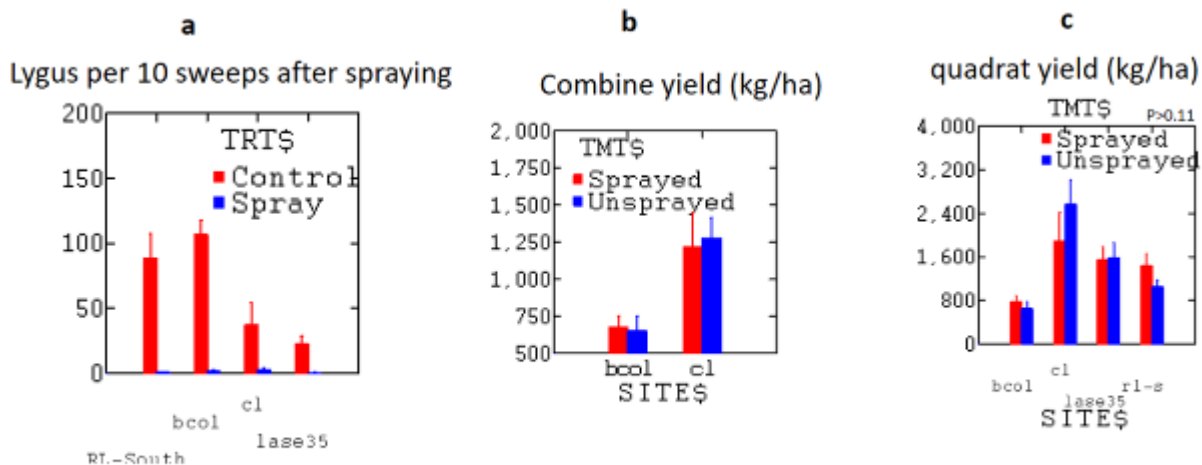 a
Lygus per 10 sweeps after spraying
200
150
100
50
0
TRT$
Control
Spray
RL-South
bcol
cl
lase35
b
Combine yield (kg/ha)
2,000
1,750
1,500
1,250
1,000
750
500
TMT$
Sprayed
Unsprayed
bcol
cl
SITE$
c
quadrat yield (kg/ha)
TMT$
P>0.11
4,000
3,200
2,400
1,600
800
0
Sprayed
Unsprayed
bcol
cl
lase35
rl-s
SITE$